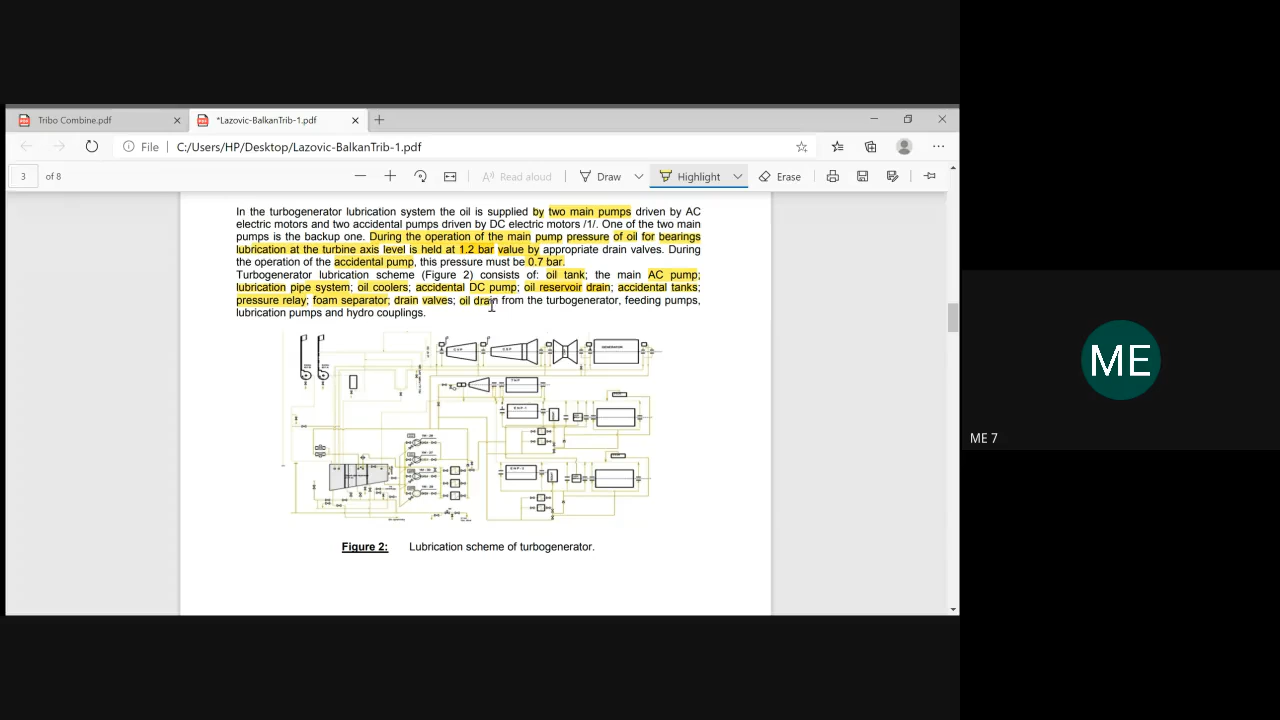 Tribo Combine.pdf
*Lazovic-BalkanTrib-1.pdf
File
C:/Users/HP/Desktop/Lazovic-BalkanTrib-1.pdf
3 of 8
Read aloud
Draw
Highlight
Erase
In the turbogenerator lubrication system the oil is supplied by two main pumps driven by AC
electric motors and two accidental pumps driven by DC electric motors /1/. One of the two main
pumps is the backup one. During the operation of the main pump pressure of oil for bearings
lubrication at the turbine axis level is held at 1.2 bar value by appropriate drain valves. During
the operation of the accidental pump, this pressure must be 0.7 bar.
Turbogenerator lubrication scheme (Figure 2) consists of: oil tank; the main AC pump;
lubrication pipe system; oil coolers; accidental DC pump; oil reservoir drain; accidental tanks;
pressure relay; foam separator; drain valves; oil drain from the turbogenerator, feeding pumps,
lubrication pumps and hydro couplings.
GENERATOR
Figure 2: Lubrication scheme of turbogenerator.
ME
ME 7